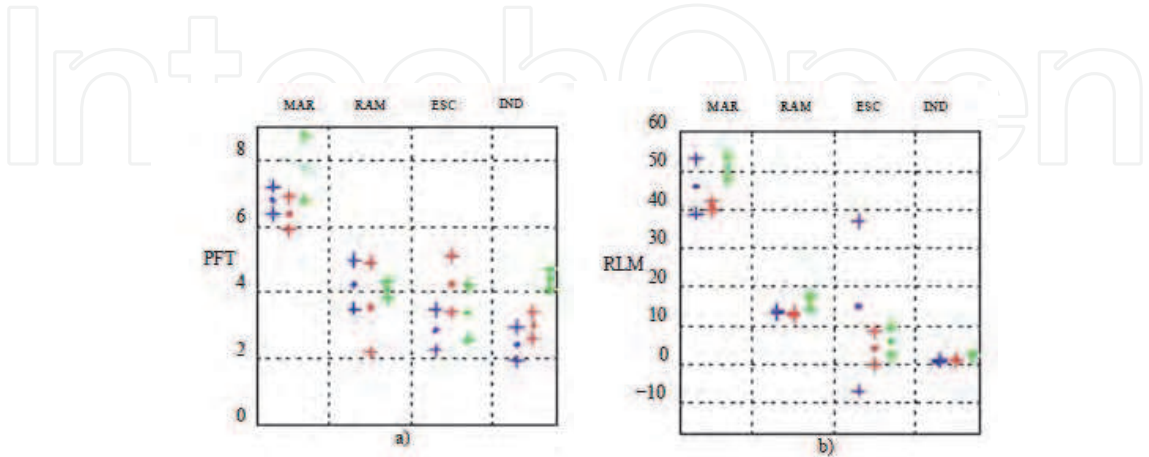 IntechOpen
MAR RAM ESC IND
8
6
PFT
4
2
0
a)
MAR RAM ESC IND
60
50
40
30
RLM
20
10
0
−10
b)